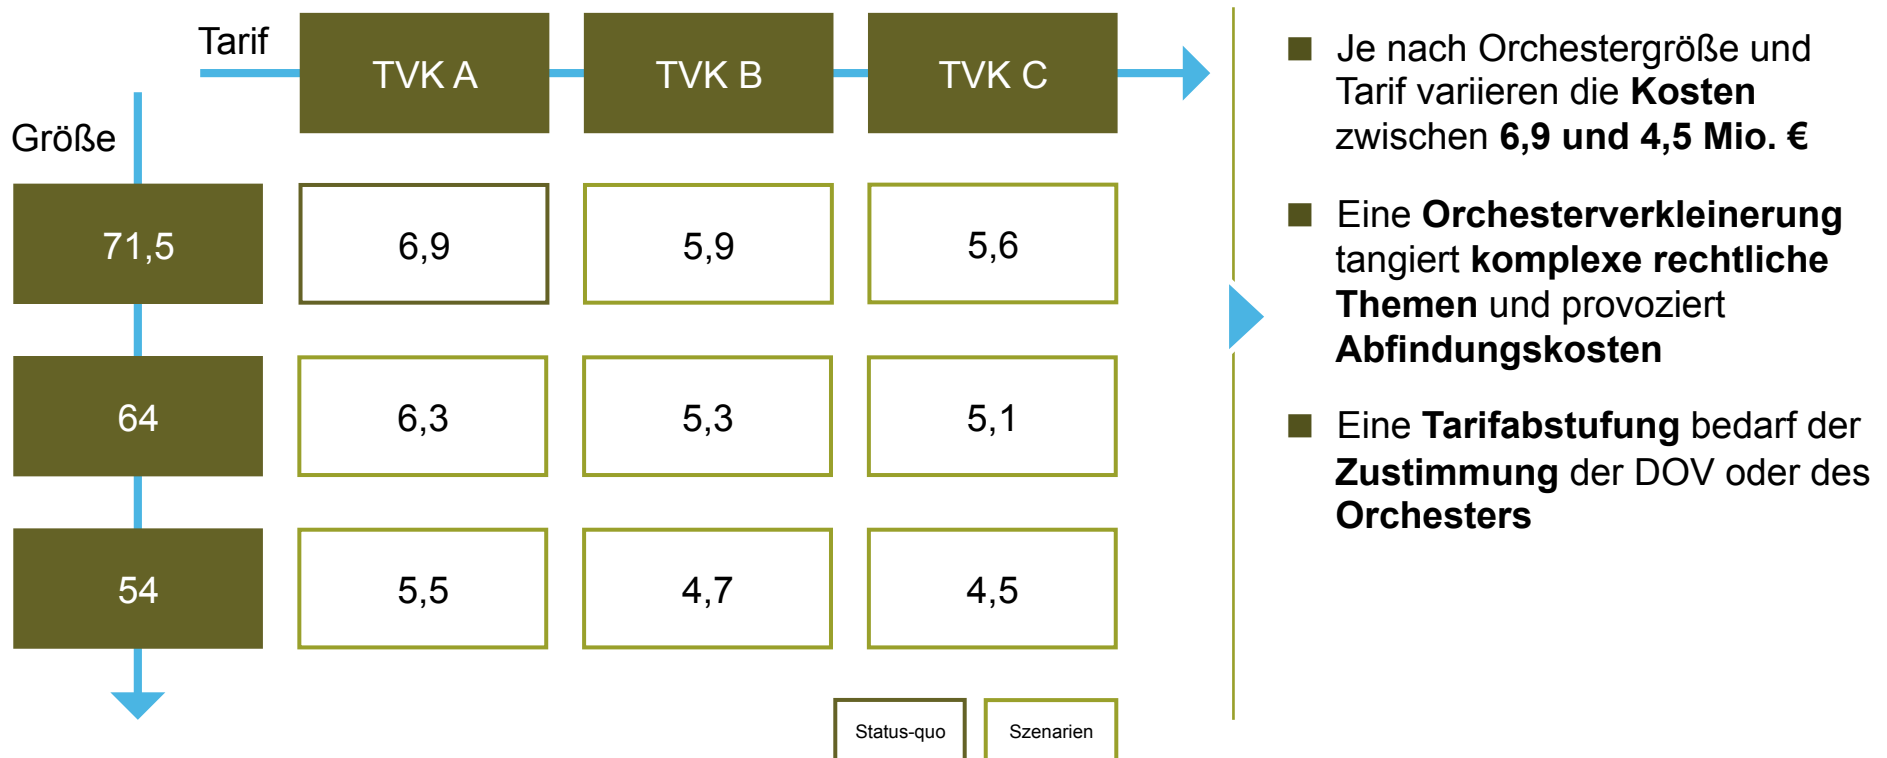 Tarif
TVK A TVK B TVK C
Größe
71,5 6,9 5,9 5,6
64 6,3 5,3 5,1
54 5,5 4,7 4,5
Status-quo Szenarien
Je nach Orchestergröße und
Tarif variieren die Kosten
zwischen 6,9 und 4,5 Mio. €
Eine Orchesterverkleinerung
tangiert komplexe rechtliche
Themen und provoziert
Abfindungskosten
Eine Tarifabstufung bedarf der
Zustimmung der DOV oder des
Orchesters